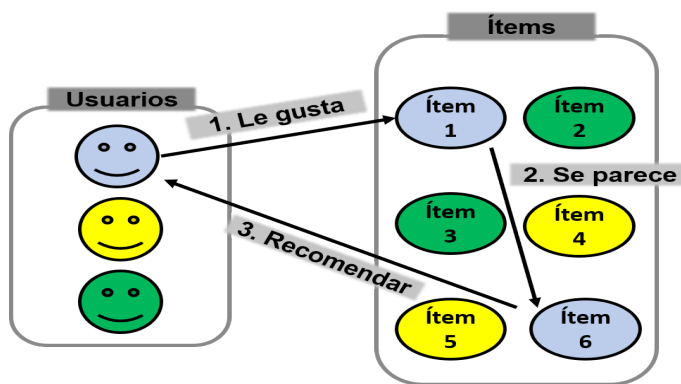 Ítems
Usuarios
1. Le gusta
Ítem
1
Ítem
2
2. Se parece
Ítem
3
Ítem
4
3. Recomendar
Ítem
5
Ítem
6